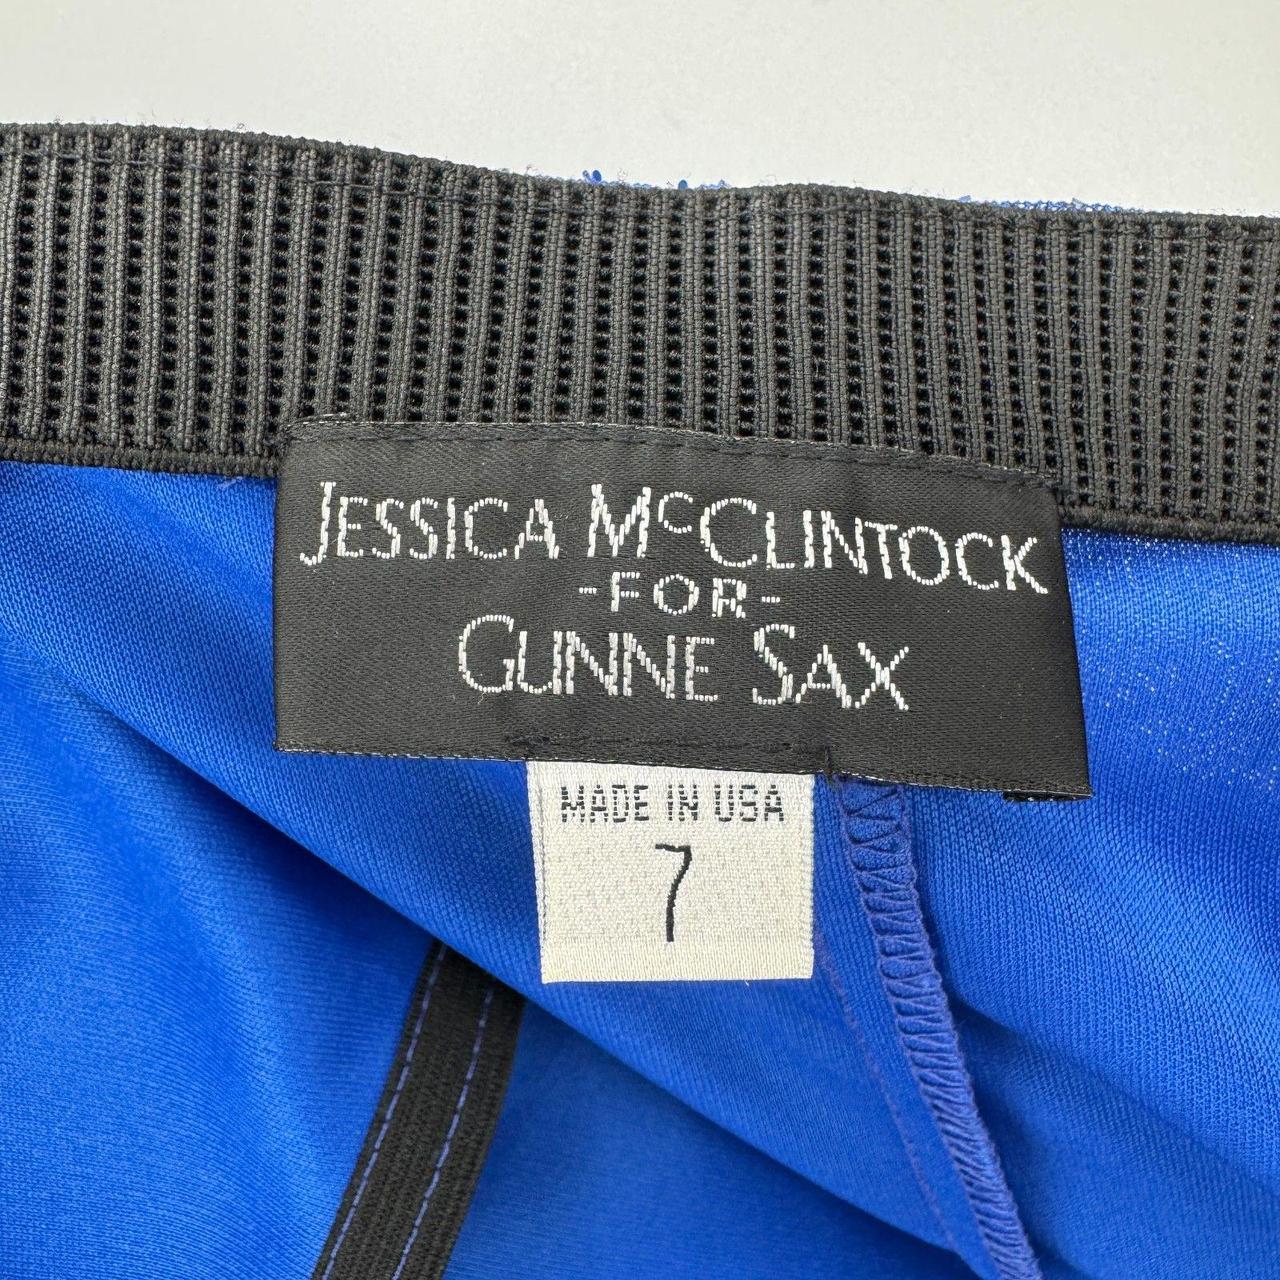 JESSICA McCLINTOCK
-FOR-
GUNNE SAX
MADE IN USA
7